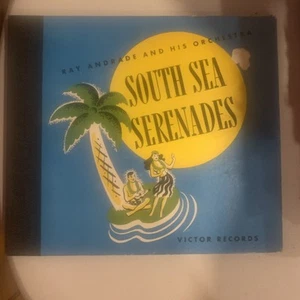 RAY ANDRADE AND HIS ORCHESTRA
SOUTH SEA
SERENADES
VICTOR RECORDS